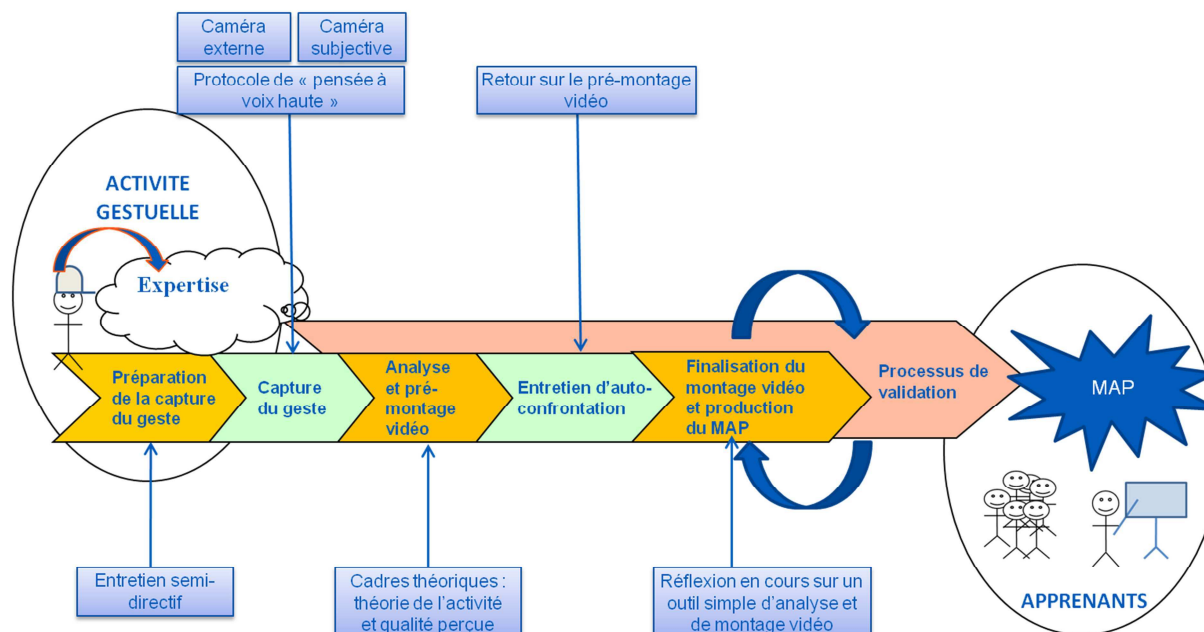 Caméra
externe
Caméra
subjective
Protocole de « pensée à
voix haute »
Retour sur le pré-montage
vidéo
ACTIVITE
GESTUELLE
Expertise
Préparation
de la capture
du geste
Capture
du geste
Analyse
et pré-
montage
vidéo
Entretien d'auto-
confrontation
Finalisation du
montage vidéo
et production
du MAP
Processus de
validation
MAP
Entretien semi-
directif
Cadres théoriques :
théorie de l'activité
et qualité perçue
Réflexion en cours sur un
outil simple d'analyse et
de montage vidéo
APPRENANTS